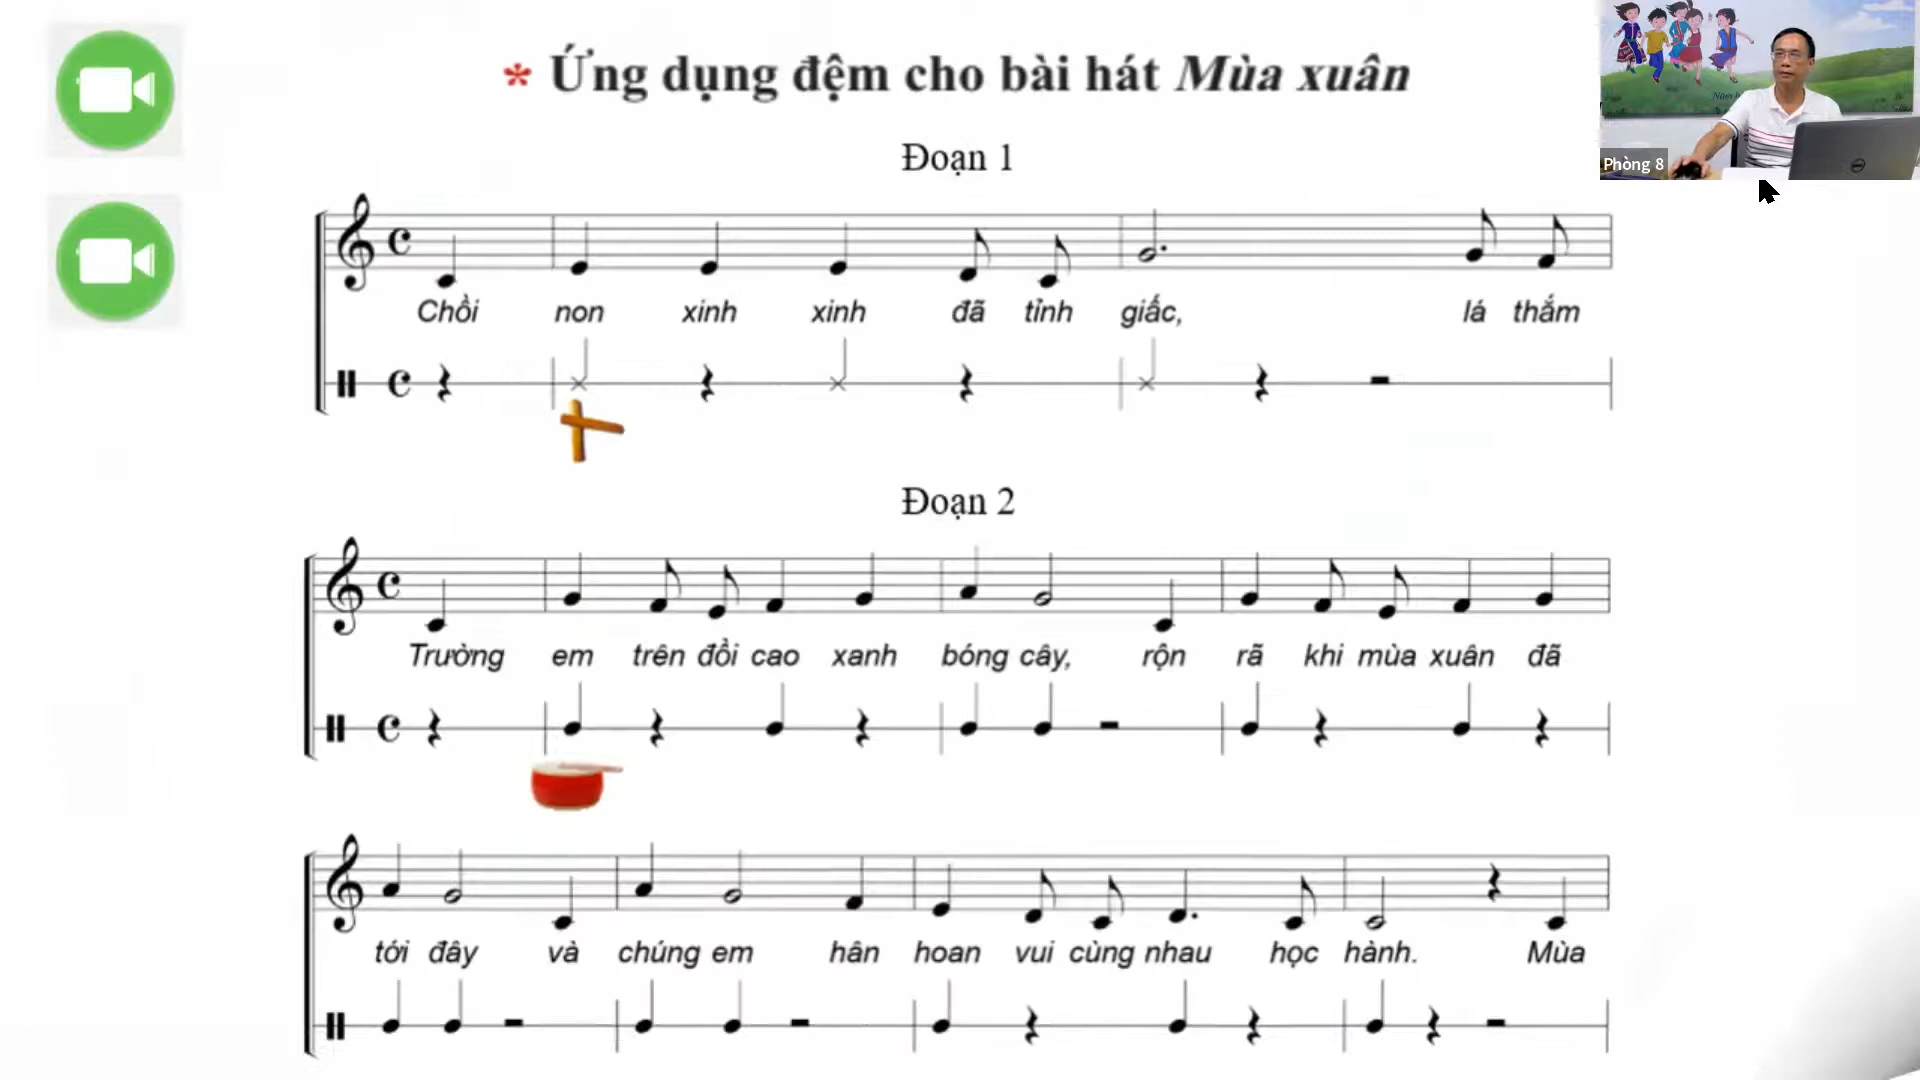 * Ứng dụng đệm cho bài hát Mùa xuân
Phòng 8
Đoạn 1
Chồi non xinh xinh đã tỉnh giấc, lá thắm
Đoạn 2
Trường em trên đồi cao xanh bóng cây, rộn rã khi mùa xuân đã
tới đây và chúng em hân hoan vui cùng nhau học hành. Mùa